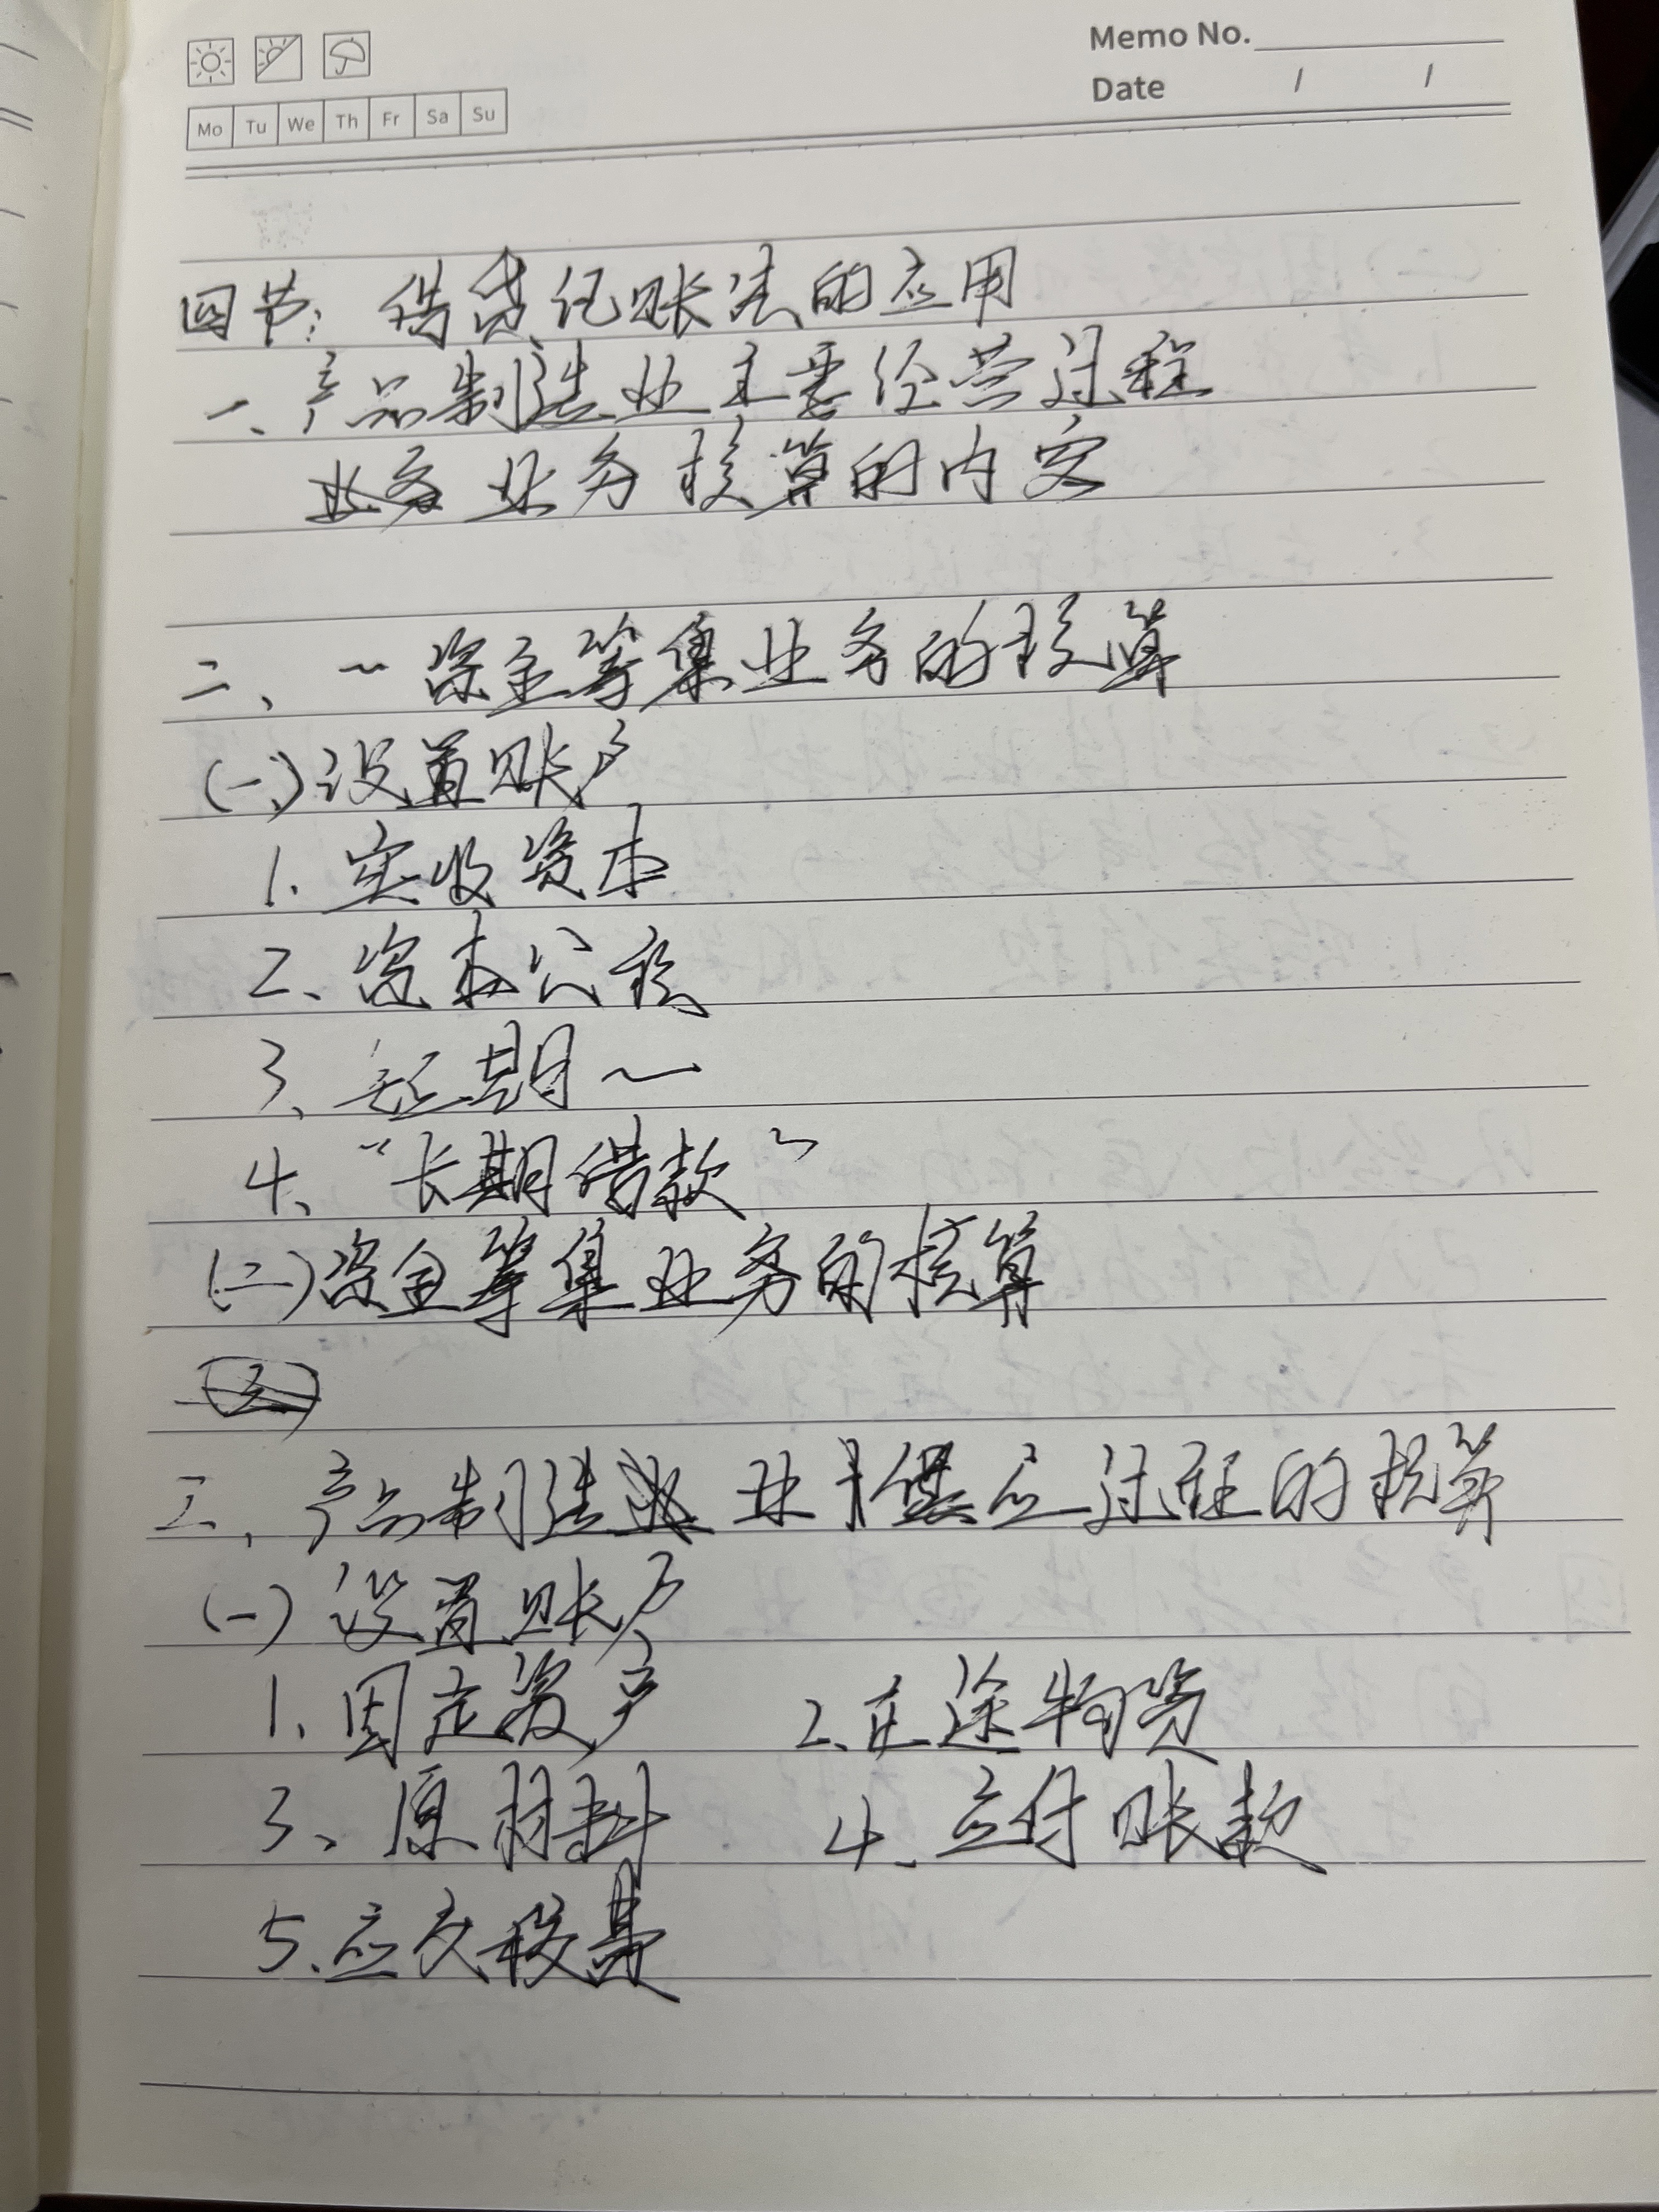 Memo No.
Date / /
Mo Tu We Th Fr Sa Su
四节：借贷记账法的应用
一、产品制造业主要经营过程
业务核算的内容
二、~资金筹集业务的核算
(一)设置账户
1.实收资本
2、资本公积
3、短期~
4、“长期借款”
(二)资金筹集业务的核算
三、产品制造业供应过程的核算
(一)设置账户
1、固定资产 2、在途物资
3、原材料 4、应付账款
5.应交税费